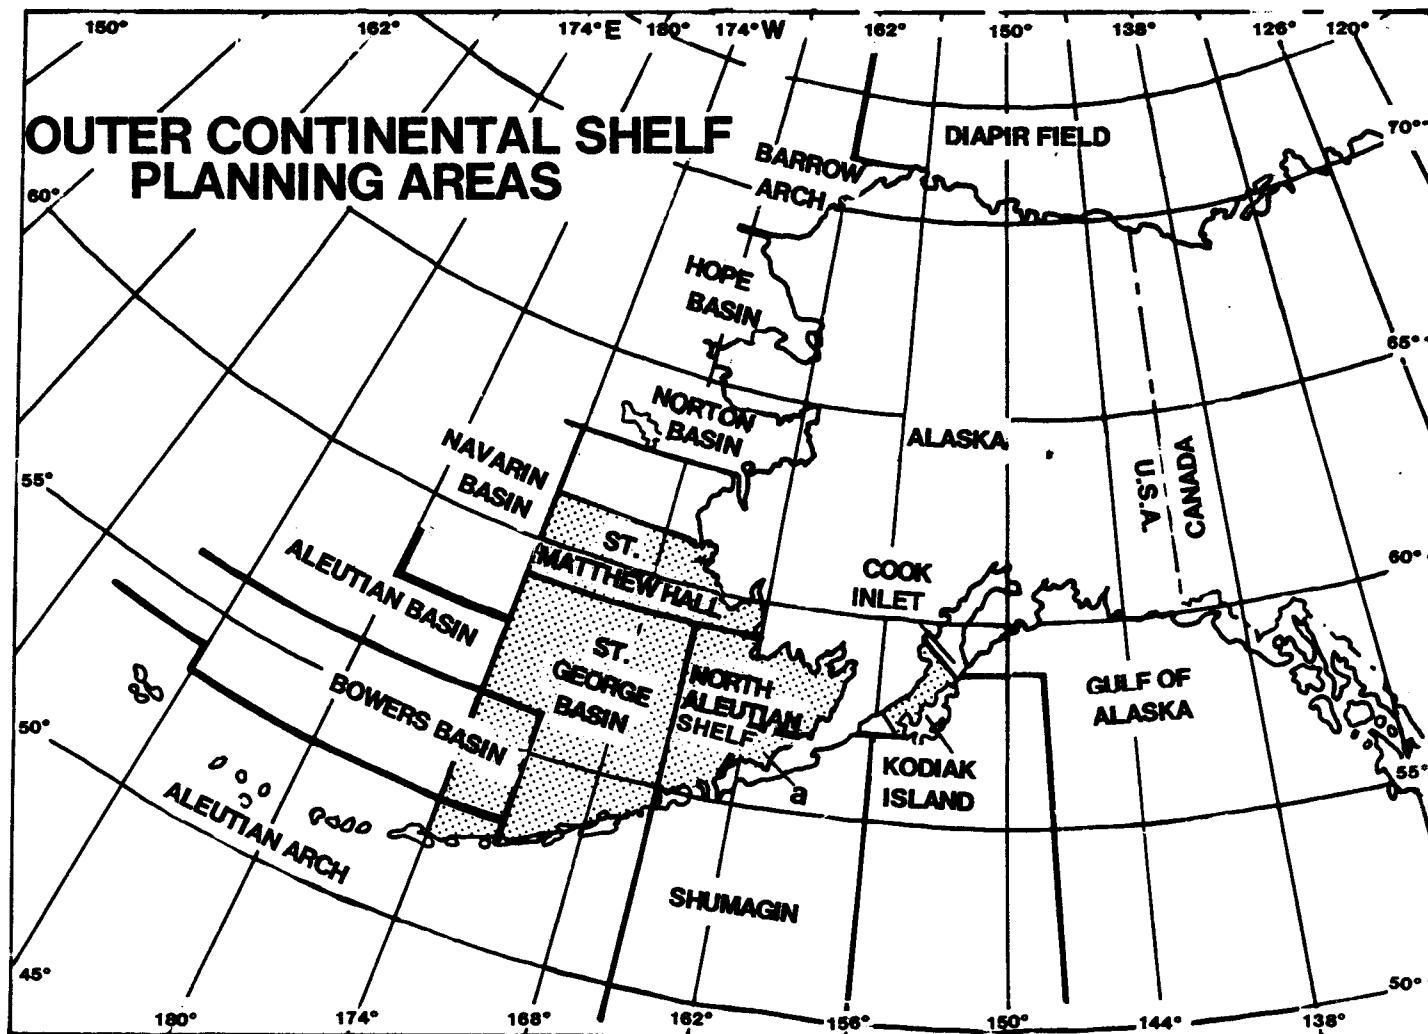 150° 162° 174°E 180° 174°W 162° 150° 138° 126° 120°
OUTER CONTINENTAL SHELF
PLANNING AREAS
DIAPIR FIELD
70°
BARROW
ARCH
60°
HOPE
BASIN
65°
NORTON
BASIN
ALASKA
NAVARIN
BASIN
U.S.A.
CANADA
55°
ST.
MATTHEW HALL
ALEUTIAN BASIN
COOK
INLET
60°
ST.
GEORGE
BASIN
NORTH
ALEUTIAN
SHELF
GULF OF
ALASKA
BOWERS BASIN
50°
KODIAK
ISLAND
a
55°
ALEUTIAN ARCH
SHUMAGIN
45°
50°
180° 174° 168° 162° 156° 150° 144° 138°